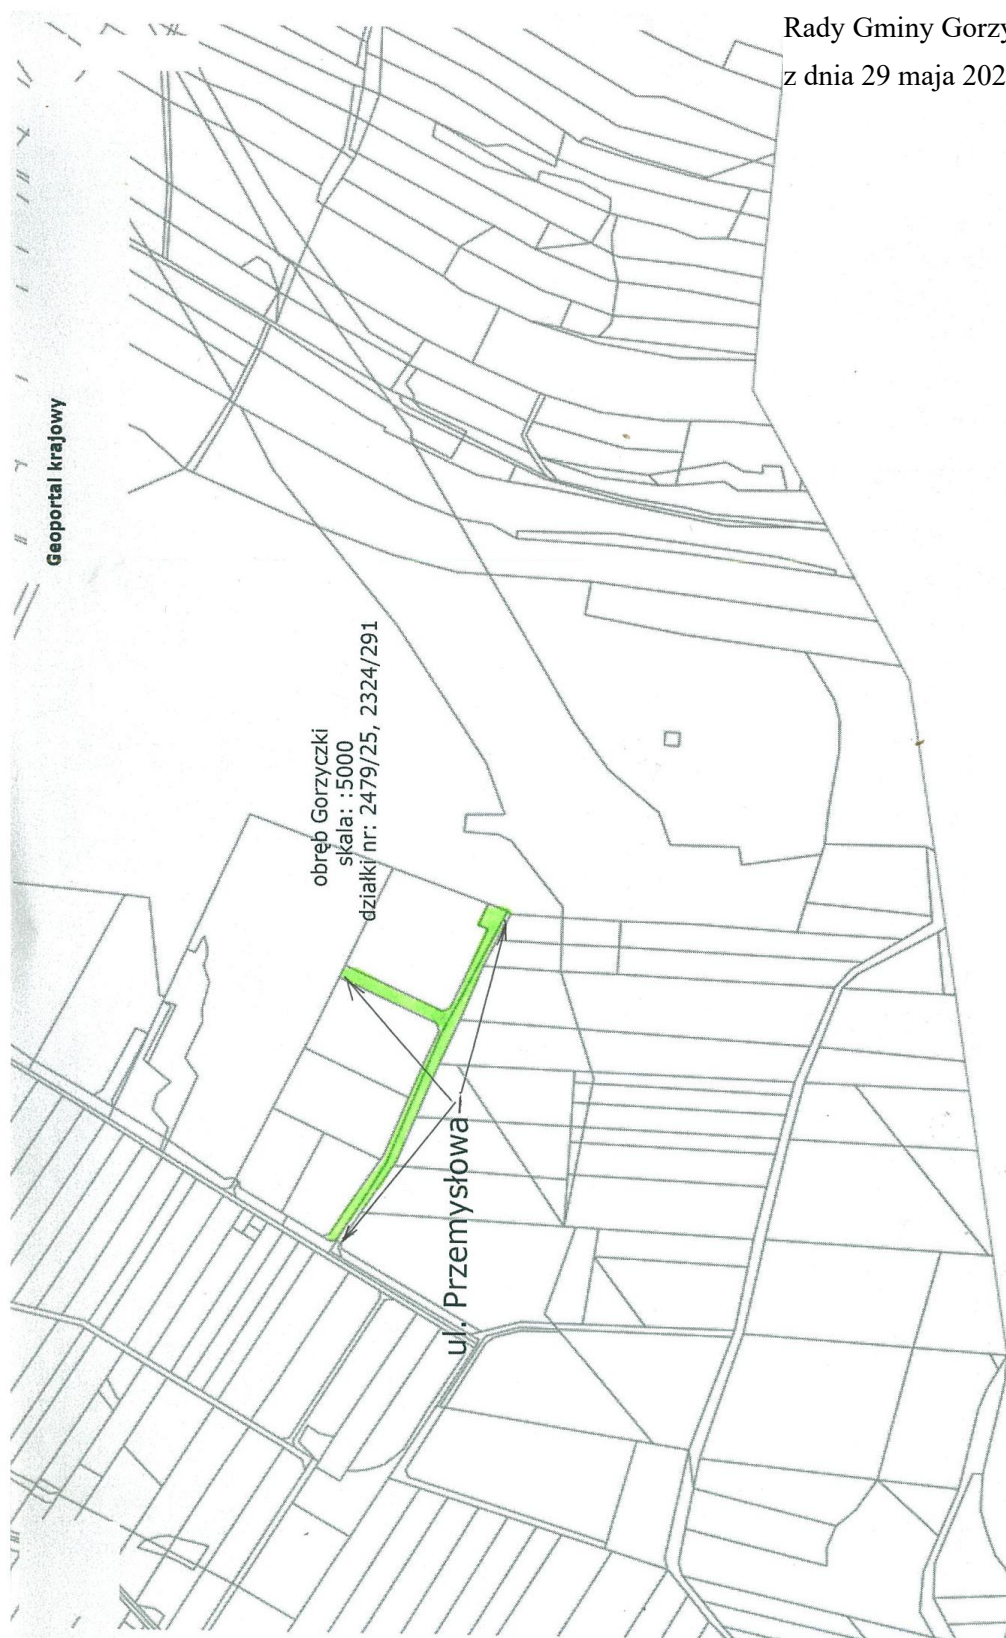 Rady Gminy Gorzy
z dnia 29 maja 202
Geoportal krajowy
obręb Gorzyczki
skala: :5000
działki nr: 2479/25, 2324/291
ul. Przemysłowa